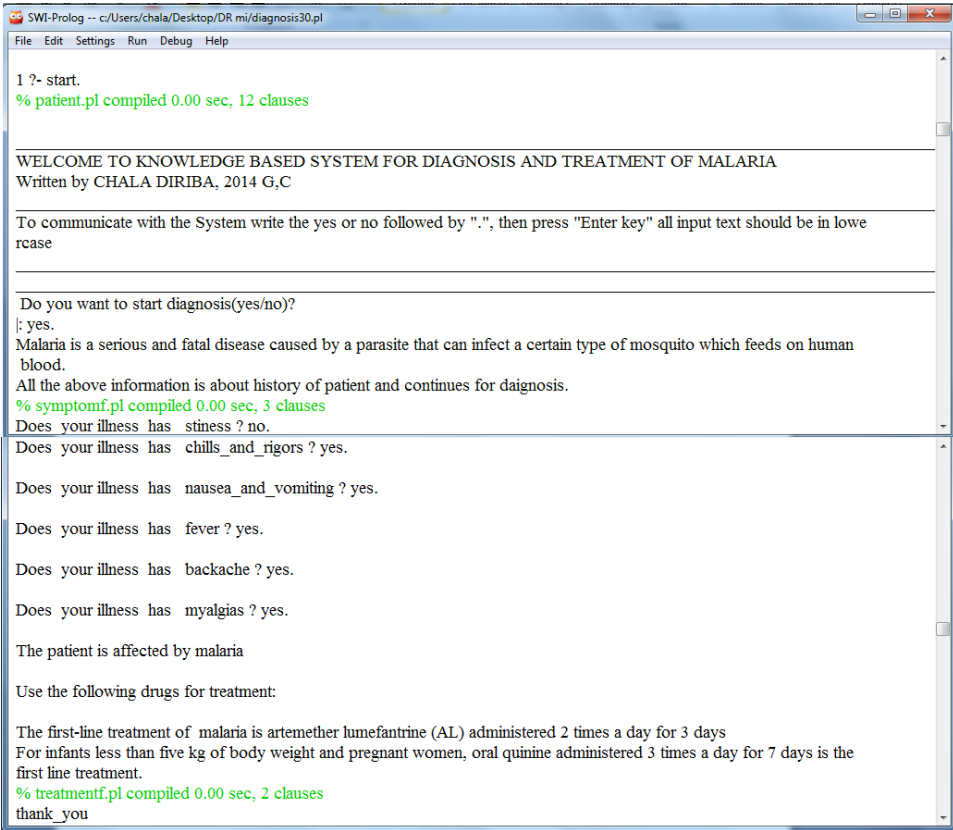 SWI-Prolog -- c:/Users/chala/Desktop/DR mi/diagnosis30.pl
File Edit Settings Run Debug Help
1 ?- start.
% patient.pl compiled 0.00 sec, 12 clauses
WELCOME TO KNOWLEDGE BASED SYSTEM FOR DIAGNOSIS AND TREATMENT OF MALARIA
Written by CHALA DIRIBA, 2014 G,C
To communicate with the System write the yes or no followed by ".", then press "Enter key" all input text should be in lowe
rcase
Do you want to start diagnosis(yes/no)?
|: yes.
Malaria is a serious and fatal disease caused by a parasite that can infect a certain type of mosquito which feeds on human
blood.
All the above information is about history of patient and continues for daignosis.
% symptomf.pl compiled 0.00 sec, 3 clauses
Does your illness has stiness ? no.
Does your illness has chills_and_rigors ? yes.
Does your illness has nausea_and_vomiting ? yes.
Does your illness has fever ? yes.
Does your illness has backache ? yes.
Does your illness has myalgias ? yes.
The patient is affected by malaria
Use the following drugs for treatment:
The first-line treatment of malaria is artemether lumefantrine (AL) administered 2 times a day for 3 days
For infants less than five kg of body weight and pregnant women, oral quinine administered 3 times a day for 7 days is the
first line treatment.
% treatmentf.pl compiled 0.00 sec, 2 clauses
thank_you